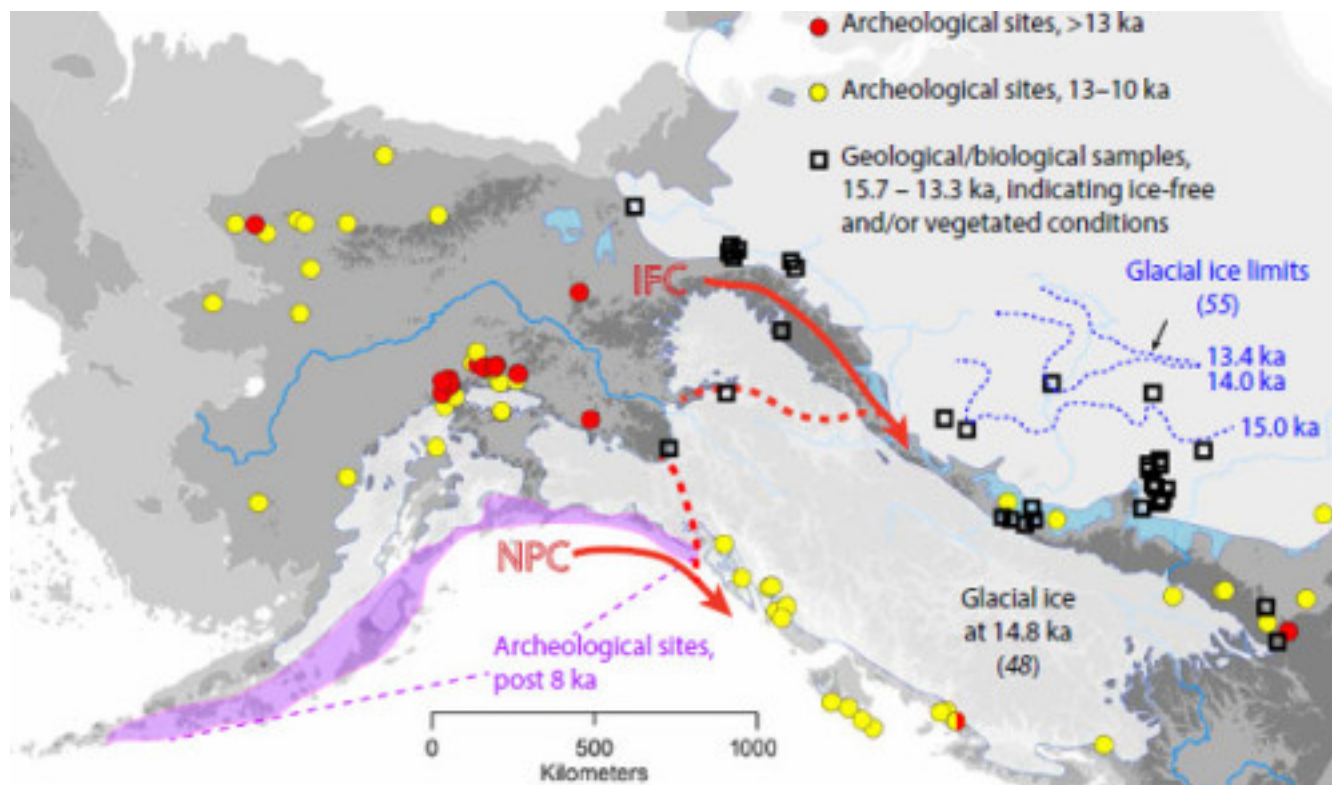 Archeological sites, >13 ka
Archeological sites, 13–10 ka
Geological/biological samples,
15.7 – 13.3 ka, indicating ice-free
and/or vegetated conditions
IFC
Glacial ice limits
(55)
13.4 ka
14.0 ka
15.0 ka
NPC
Glacial ice
at 14.8 ka
(48)
Archeological sites,
post 8 ka
0 500 1000
Kilometers